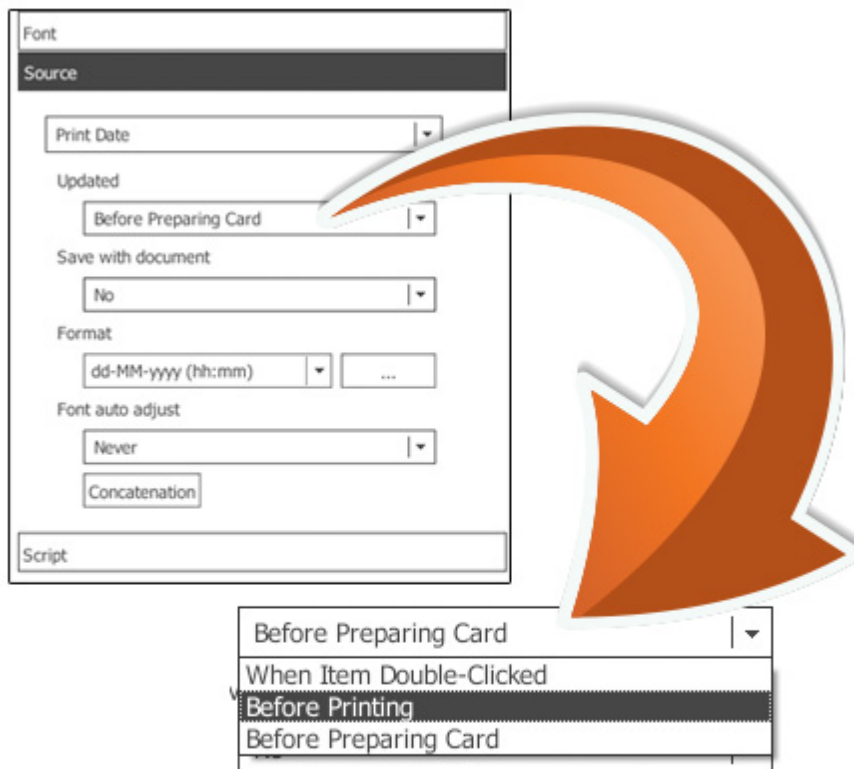 Font
Source
Print Date
Updated
Before Preparing Card
Save with document
No
Format
dd-MM-yyyy (hh:mm) ...
Font auto adjust
Never
Concatenation
Script
Before Preparing Card
When Item Double-Clicked
Before Printing
Before Preparing Card